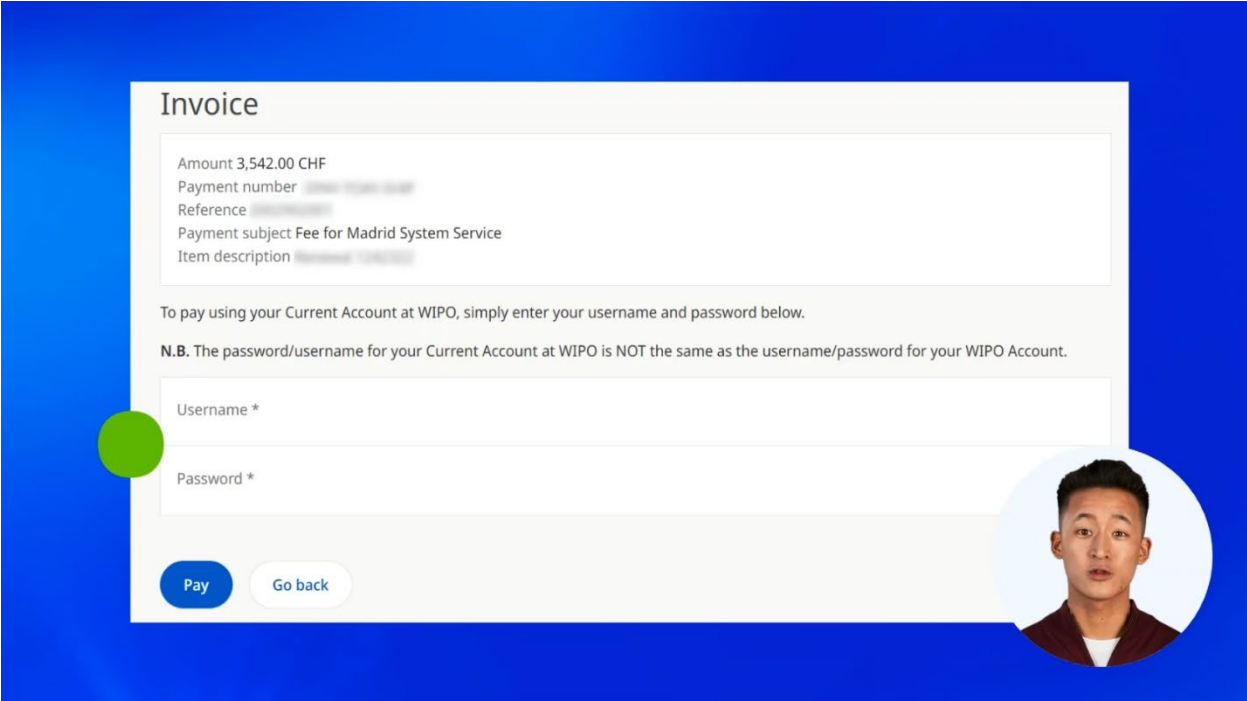 Invoice
Amount 3,542.00 CHF
Payment number
Reference
Payment subject Fee for Madrid System Service
Item description
To pay using your Current Account at WIPO, simply enter your username and password below.
N.B. The password/username for your Current Account at WIPO is NOT the same as the username/password for your WIPO Account.
Username *
Password *
Pay
Go back